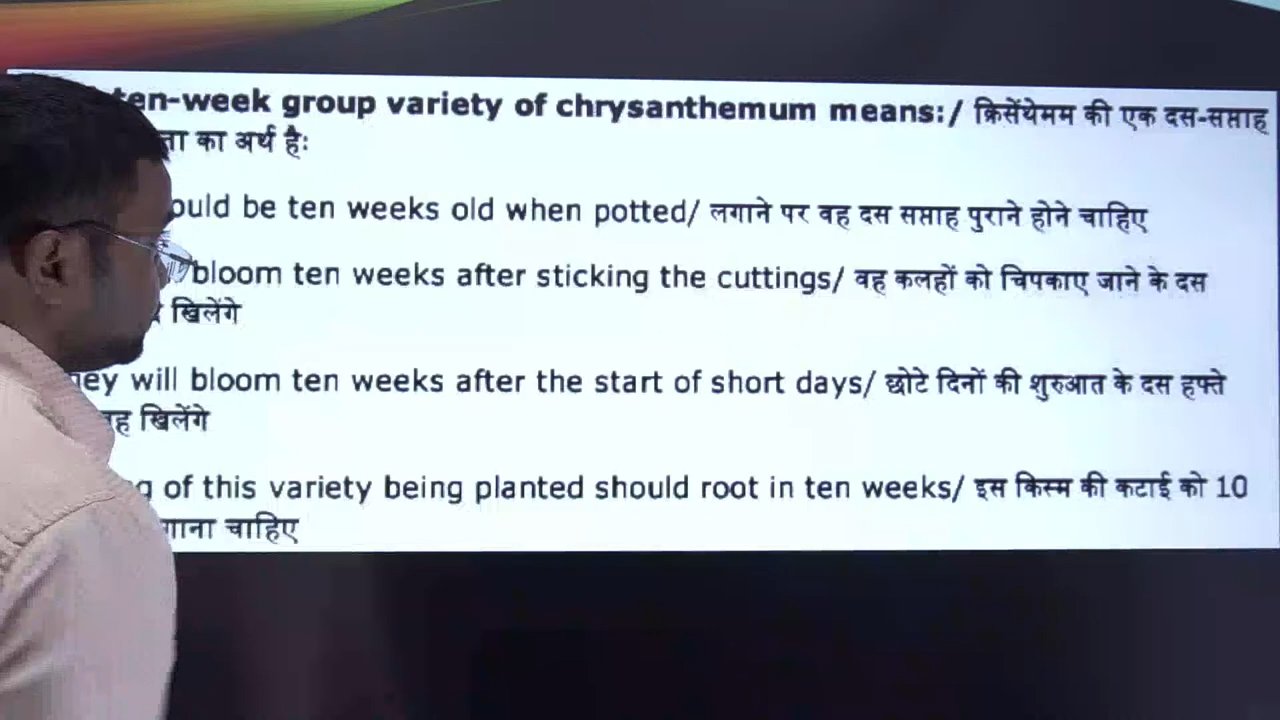 ten-week group variety of chrysanthemum means:/ क्रिसेंथेमम की एक दस-सप्ताह
का अर्थ हैः
be ten weeks old when potted/ लगाने पर वह दस सप्ताह पुराने होने चाहिए
bloom ten weeks after sticking the cuttings/ वह कलहों को चिपकाए जाने के दस
खिलेंगे
will bloom ten weeks after the start of short days/ छोटे दिनों की शुरुआत के दस हफ्ते
खिलेंगे
of this variety being planted should root in ten weeks/ इस किस्म की कटाई को 10
चाहिए